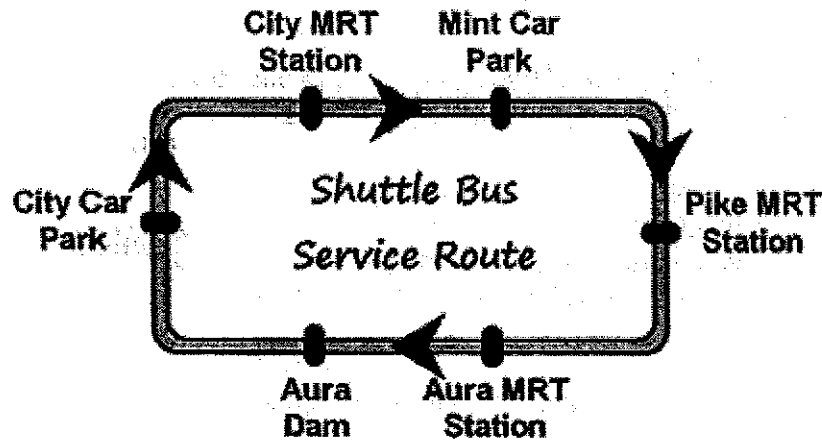 City MRT
Station
Mint Car
Park
Shuttle Bus
Service Route
City Car
Park
Pike MRT
Station
Aura
Dam
Aura MRT
Station